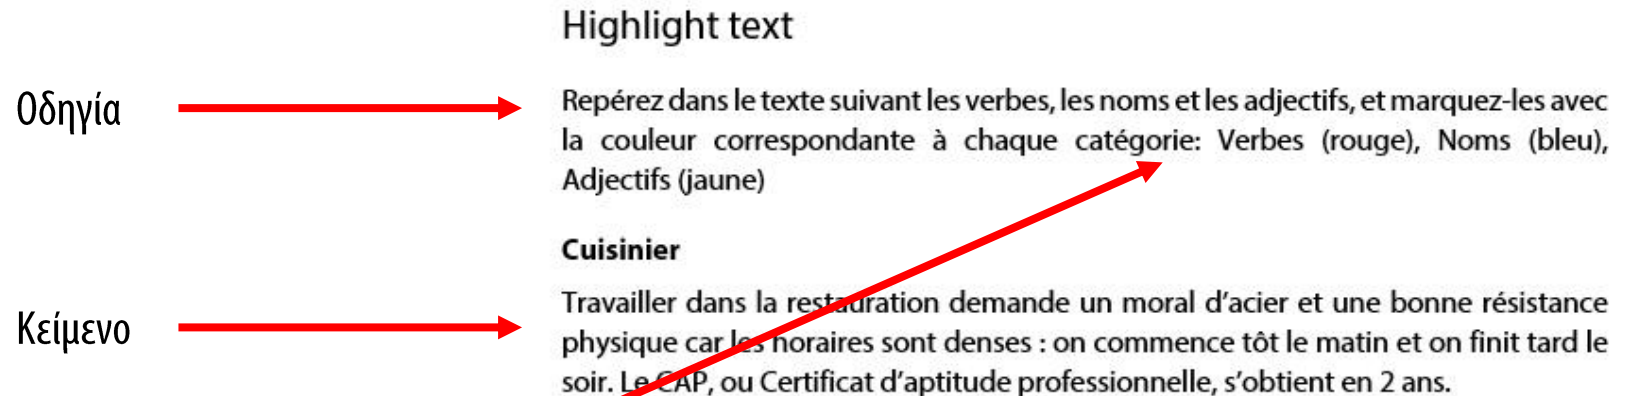 Highlight text
Οδηγία
Repérez dans le texte suivant les verbes, les noms et les adjectifs, et marquez-les avec
la couleur correspondante à chaque catégorie: Verbes (rouge), Noms (bleu),
Adjectifs (jaune)
Cuisinier
Κείμενο
Travailler dans la restauration demande un moral d’acier et une bonne résistance
physique car les horaires sont denses : on commence tôt le matin et on finit tard le
soir. Le CAP, ou Certificat d’aptitude professionnelle, s’obtient en 2 ans.